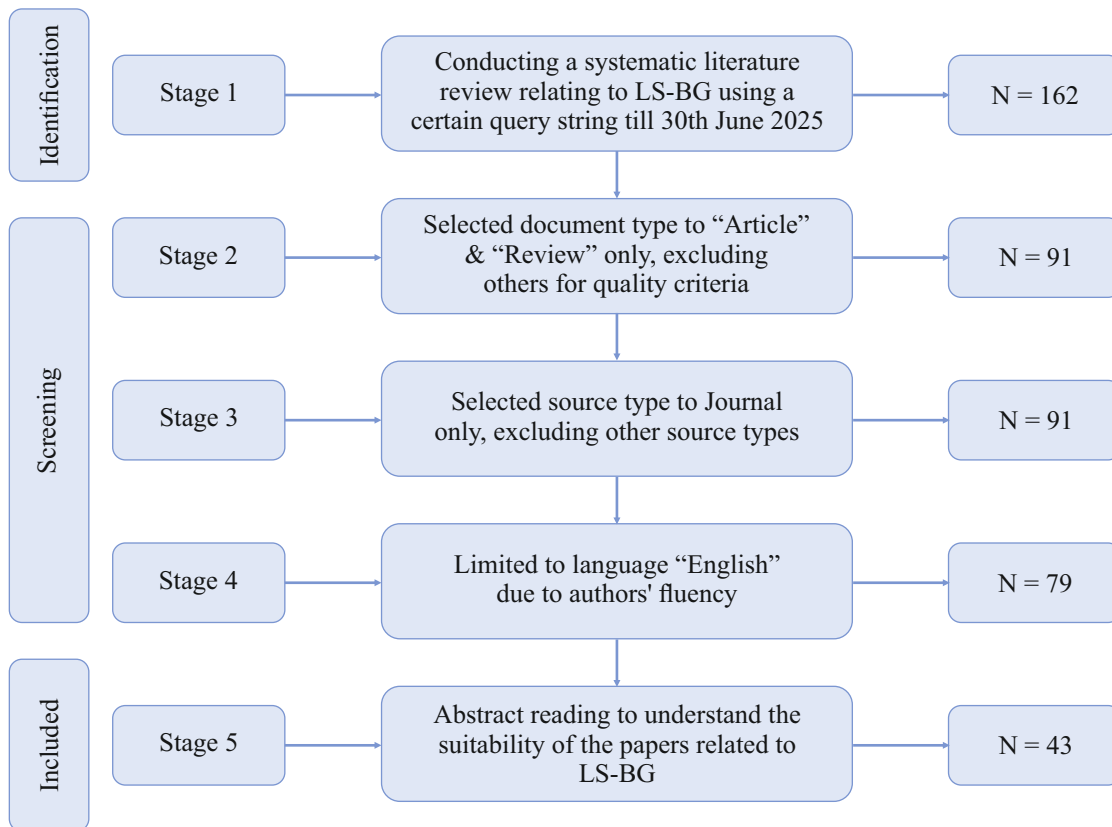 Identification
Stage 1
Conducting a systematic literature
review relating to LS-BG using a
certain query string till 30th June 2025
N = 162
Screening
Stage 2
Selected document type to “Article”
& “Review” only, excluding
others for quality criteria
N = 91
Stage 3
Selected source type to Journal
only, excluding other source types
N = 91
Stage 4
Limited to language “English”
due to authors' fluency
N = 79
Included
Stage 5
Abstract reading to understand the
suitability of the papers related to
LS-BG
N = 43